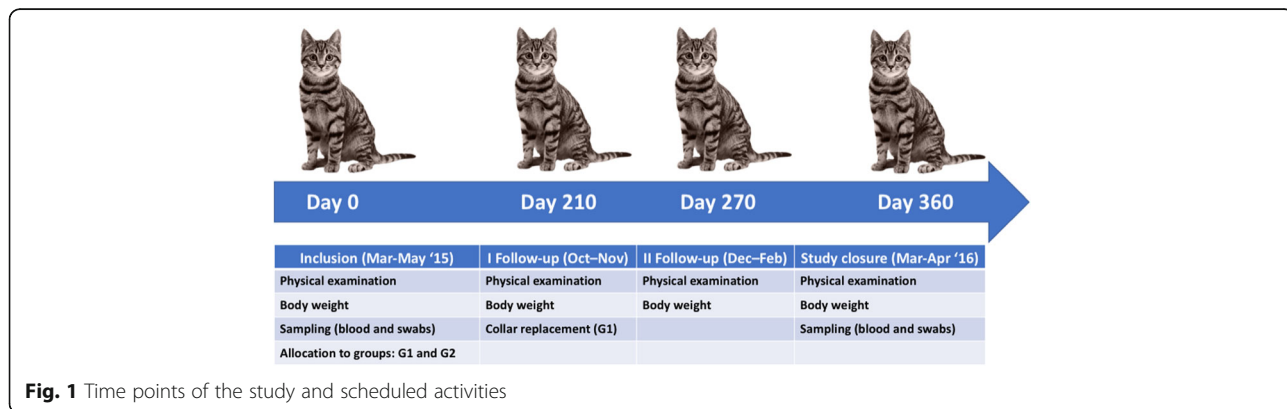 Day 0 Day 210 Day 270 Day 360
Inclusion (Mar-May ‘15) I Follow-up (Oct–Nov) II Follow-up (Dec–Feb) Study closure (Mar-Apr ‘16)
Physical examination Physical examination Physical examination Physical examination
Body weight Body weight Body weight Body weight
Sampling (blood and swabs) Collar replacement (G1) Sampling (blood and swabs)
Allocation to groups: G1 and G2
Fig. 1 Time points of the study and scheduled activities